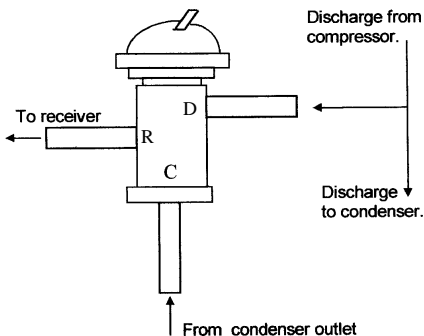 Discharge from
compressor.
D
To receiver
R
C
Discharge
to condenser.
From condenser outlet